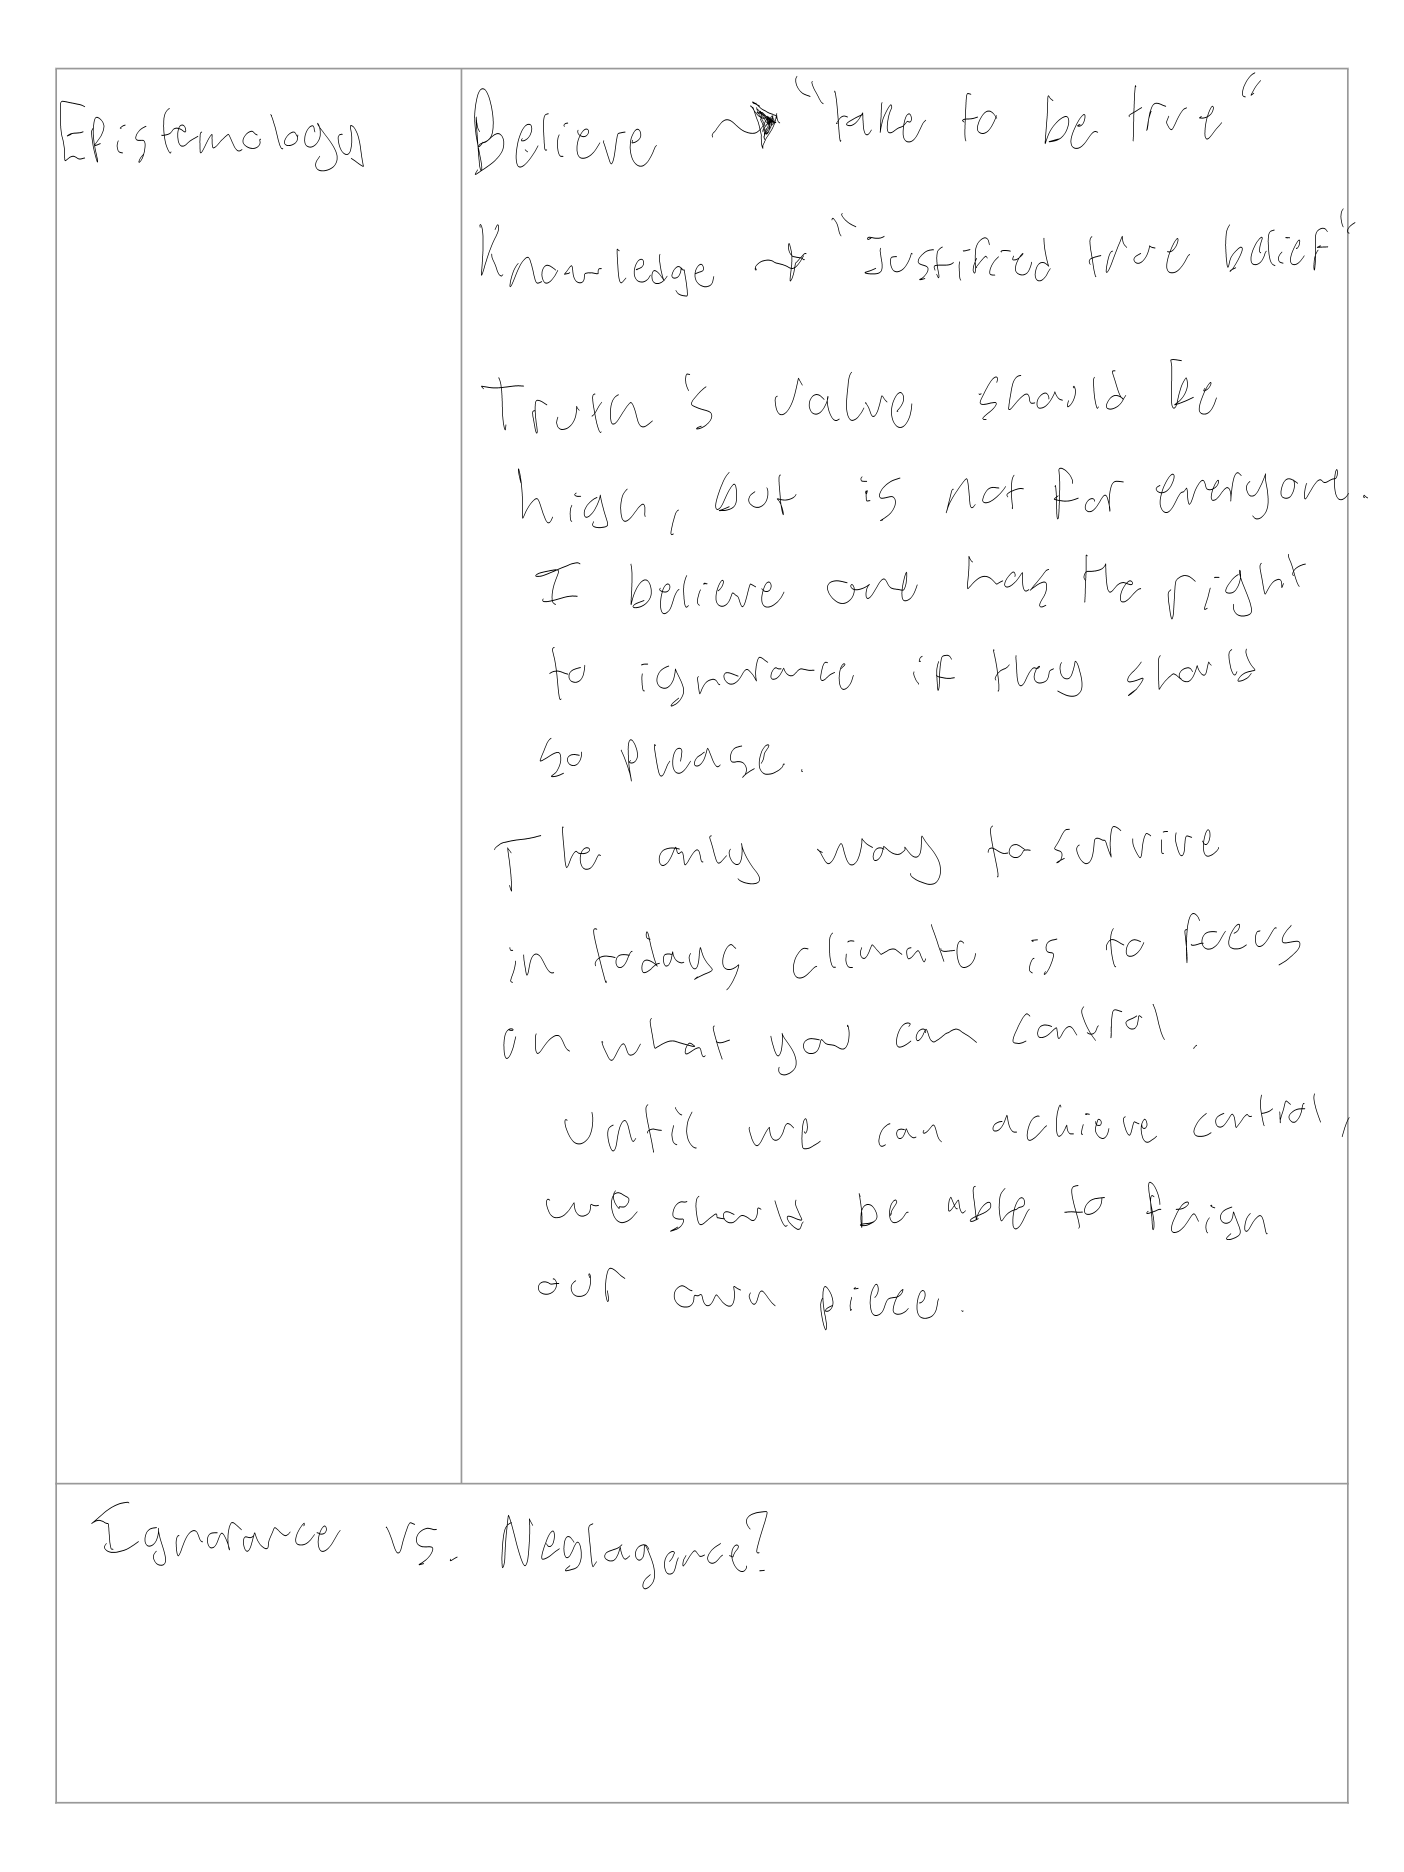 Epistemology
Believe → "take to be true"
Knowledge → "Justified true belief"
Truth's value should be
high, but is not for everyone.
I believe one has the right
to ignorance if they should
so please.
The only way to survive
in todays climate is to focus
on what you can control.
Until we can achieve control,
we should be able to feign
our own piece.
Ignorance vs. Neglagence?